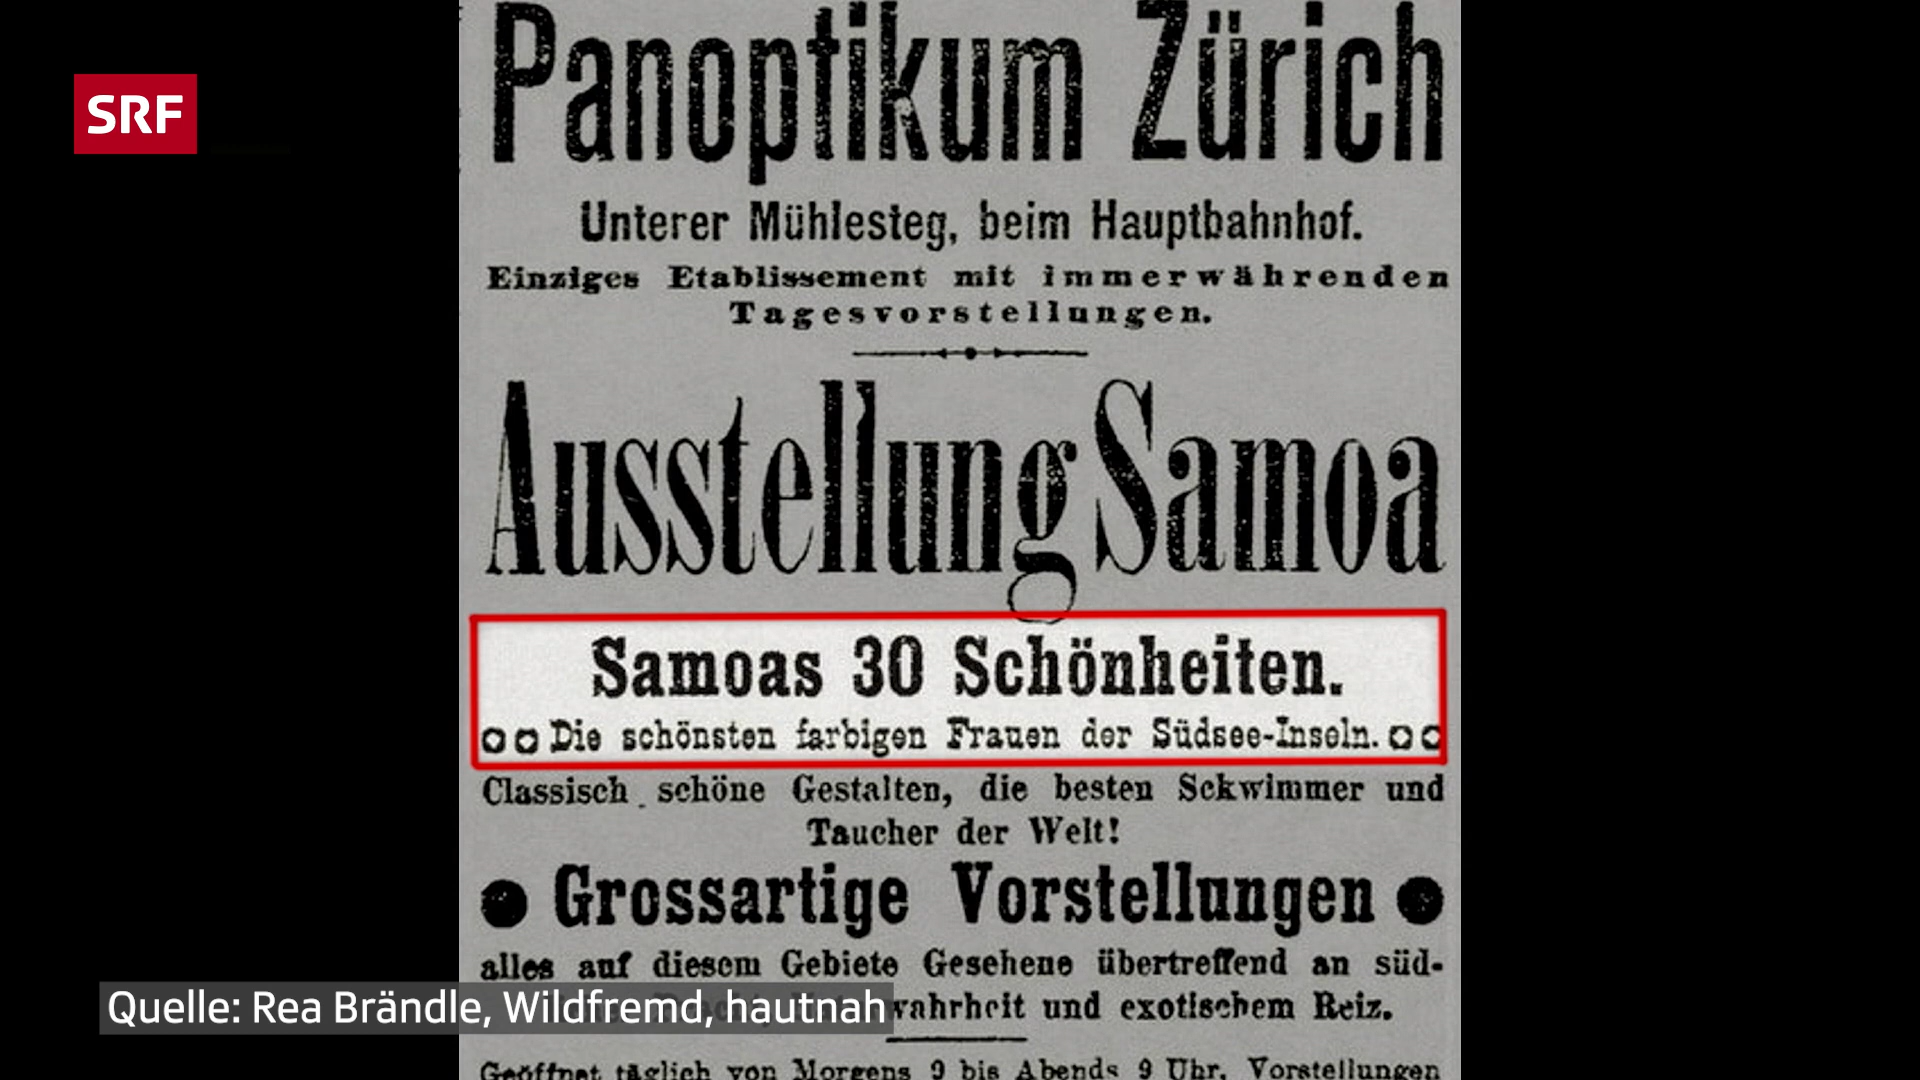 SRF
Panoptikum Zürich
Unterer Mühlesteg, beim Hauptbahnhof.
Einziges Etablissement mit immerwährenden
Tagesvorstellungen.
Ausstellung Samoa
Samoas 30 Schönheiten.
Die schönsten farbigen Frauen der Südsee-Inseln.
Classisch schöne Gestalten, die besten Schwimmer und
Taucher der Welt!
Grossartige Vorstellungen
alles auf diesem Gebiete Gesehene übertreffend an süd-
wahrheit und exotischem Reiz.
Quelle: Rea Brändle, Wildfremd, hautnah
Geöffnet täglich von Morgens 9 bis Abends 9 Uhr. Vorstellungen